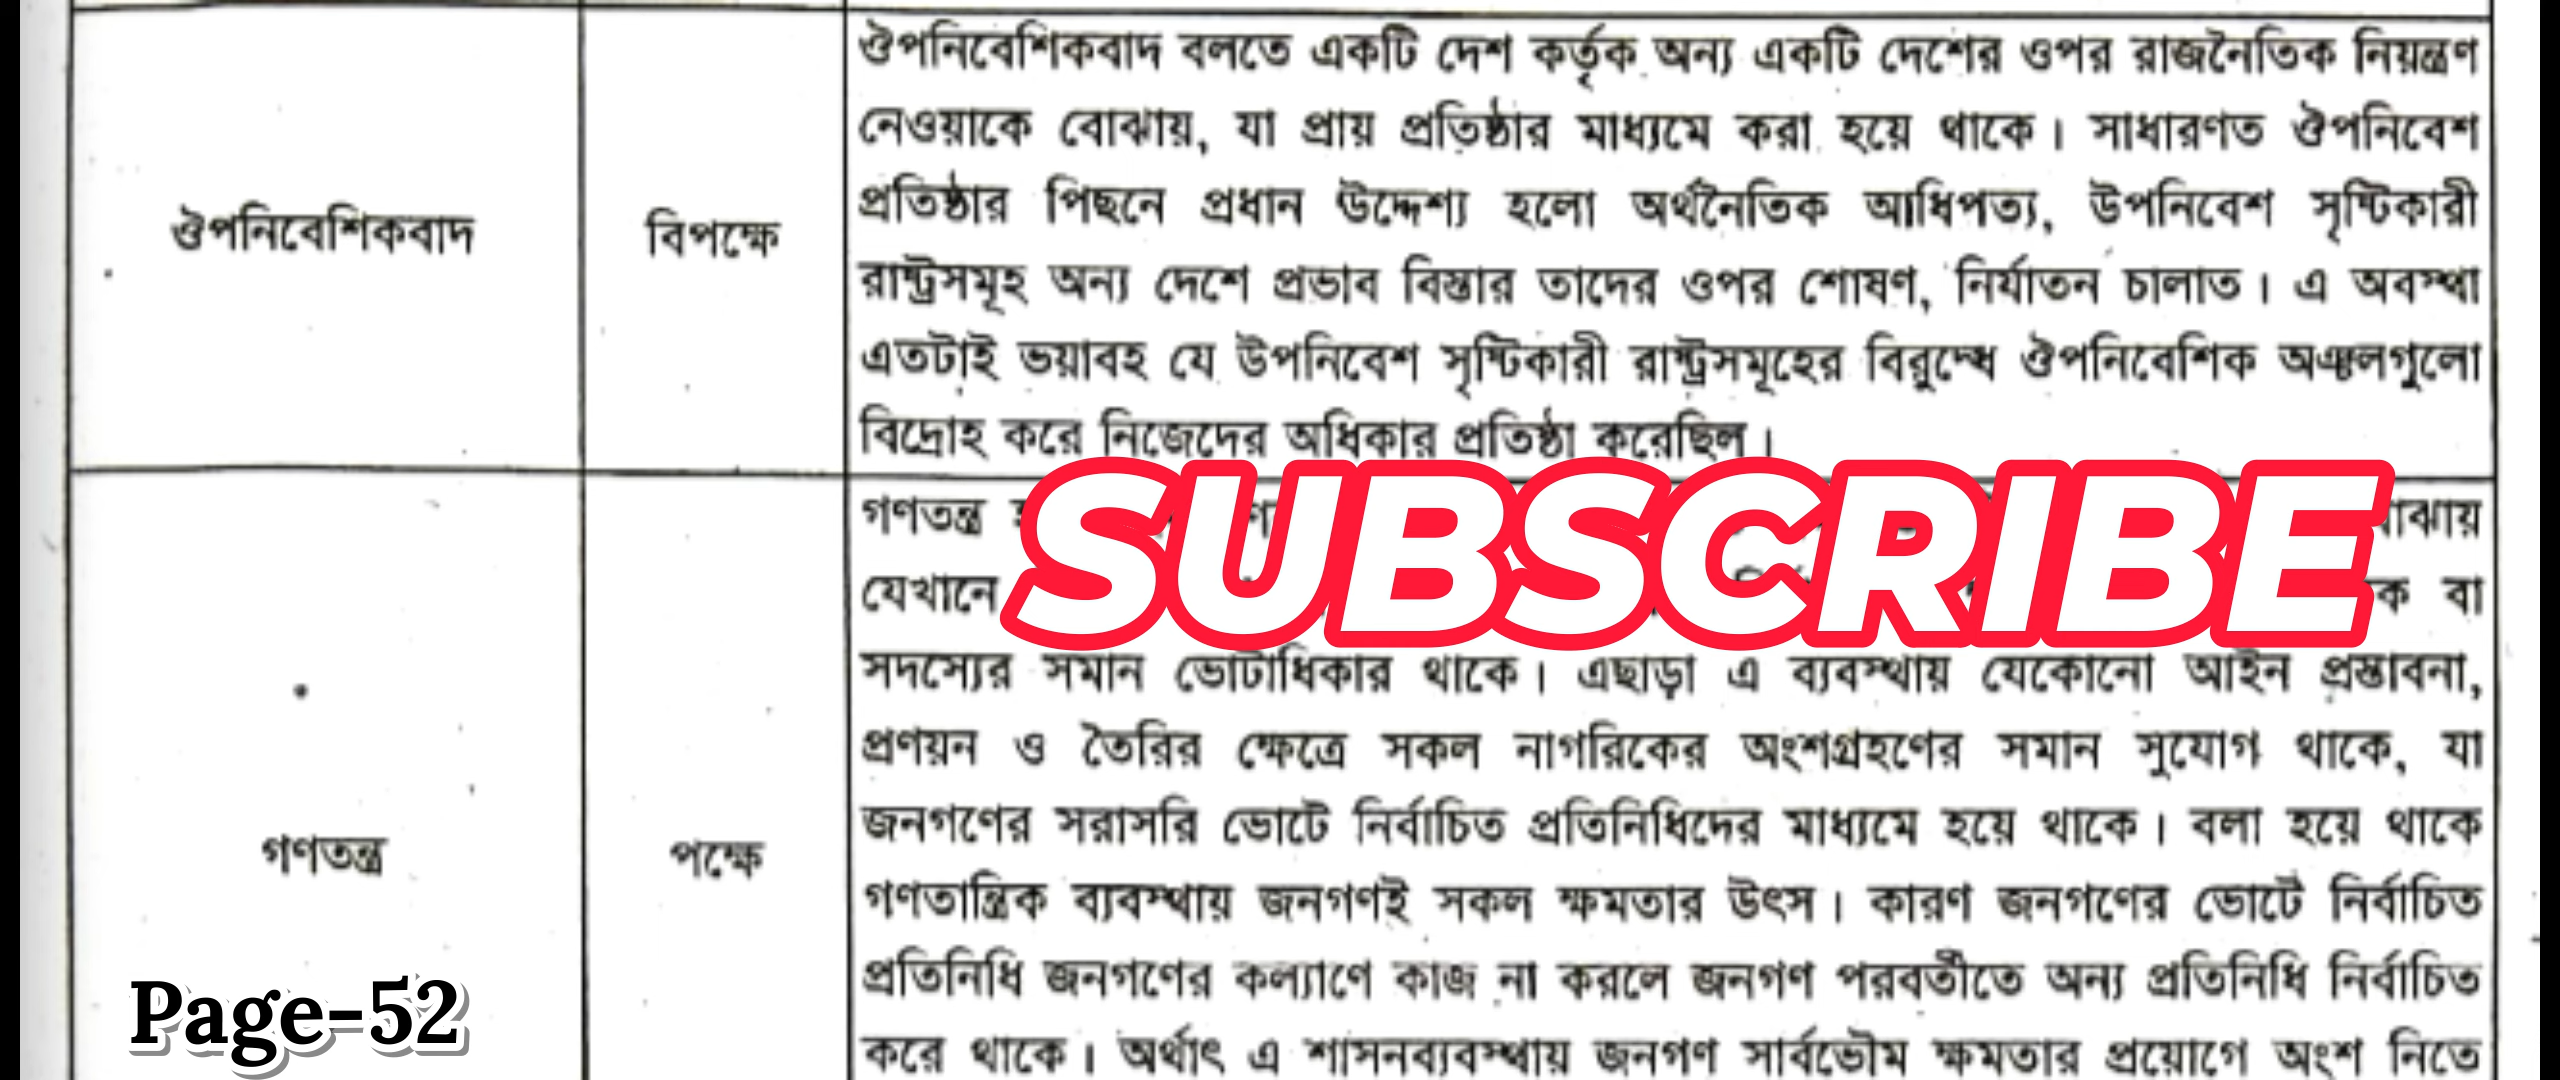 ঔপনিবেশিকবাদ বলতে একটি দেশ কর্তৃক অন্য একটি দেশের ওপর রাজনৈতিক নিয়ন্ত্রণ
নেওয়াকে বোঝায়, যা প্রায় প্রতিষ্ঠার মাধ্যমে করা হয়ে থাকে। সাধারণত ঔপনিবেশ
প্রতিষ্ঠার পিছনে প্রধান উদ্দেশ্য হলো অর্থনৈতিক আধিপত্য, উপনিবেশ সৃষ্টিকারী
ঔপনিবেশিকবাদ বিপক্ষে
রাষ্ট্রসমূহ অন্য দেশে প্রভাব বিস্তার তাদের ওপর শোষণ, নির্যাতন চালাত। এ অবস্থা
এতটাই ভয়াবহ যে উপনিবেশ সৃষ্টিকারী রাষ্ট্রসমূহের বিরুদ্ধে ঔপনিবেশিক অঞ্চলগুলো
বিদ্রোহ করে নিজেদের অধিকার প্রতিষ্ঠা করেছিল।
গণতন্ত্র
SUBSCRIBE
যেখানে বা
সদস্যের সমান ভোটাধিকার থাকে। এছাড়া এ ব্যবস্থায় যেকোনো আইন প্রস্তাবনা,
প্রণয়ন ও তৈরির ক্ষেত্রে সকল নাগরিকের অংশগ্রহণের সমান সুযোগ থাকে, যা
জনগণের সরাসরি ভোটে নির্বাচিত প্রতিনিধিদের মাধ্যমে হয়ে থাকে। বলা হয়ে থাকে
গণতন্ত্র পক্ষে
গণতান্ত্রিক ব্যবস্থায় জনগণই সকল ক্ষমতার উৎস। কারণ জনগণের ভোটে নির্বাচিত
প্রতিনিধি জনগণের কল্যাণে কাজ না করলে জনগণ পরবর্তীতে অন্য প্রতিনিধি নির্বাচিত
করে থাকে। অর্থাৎ এ শাসনব্যবস্থায় জনগণ সার্বভৌম ক্ষমতার প্রয়োগে অংশ নিতে
Page-52